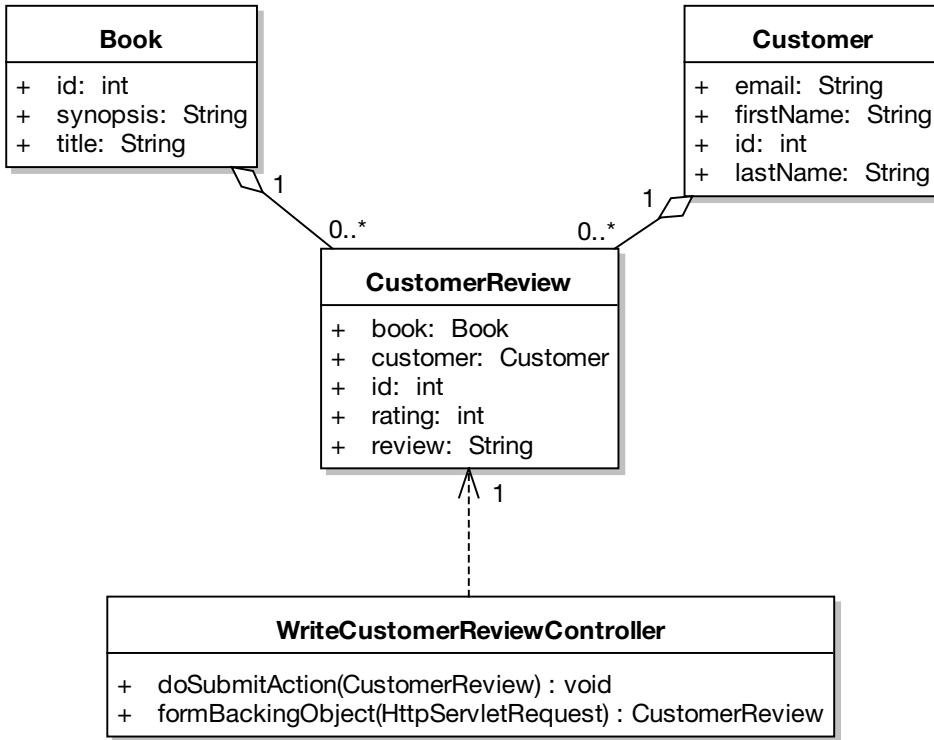 Book
+ id: int
+ synopsis: String
+ title: String
Customer
+ email: String
+ firstName: String
+ id: int
+ lastName: String
1
0..*
1
0..*
CustomerReview
+ book: Book
+ customer: Customer
+ id: int
+ rating: int
+ review: String
1
WriteCustomerReviewController
+ doSubmitAction(CustomerReview) : void
+ formBackingObject(HttpServletRequest) : CustomerReview